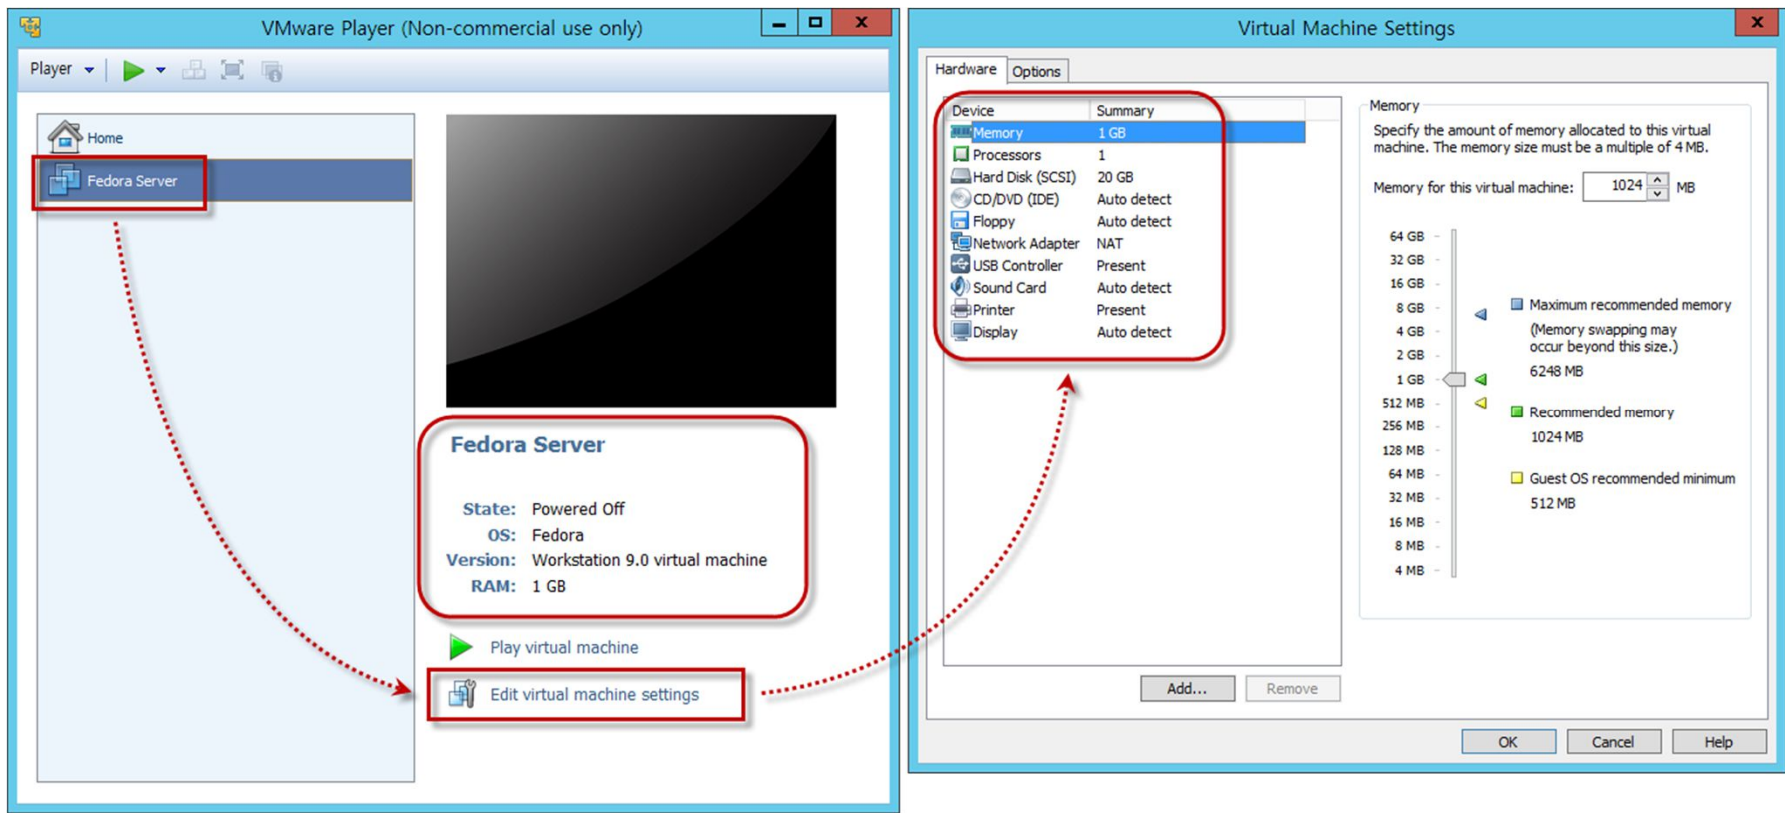 VMware Player (Non-commercial use only)
Player
Home
Fedora Server
Fedora Server
State: Powered Off
OS: Fedora
Version: Workstation 9.0 virtual machine
RAM: 1 GB
Play virtual machine
Edit virtual machine settings
Virtual Machine Settings
Hardware Options
Device Summary
Memory 1 GB
Processors 1
Hard Disk (SCSI) 20 GB
CD/DVD (IDE) Auto detect
Floppy Auto detect
Network Adapter NAT
USB Controller Present
Sound Card Auto detect
Printer Present
Display Auto detect
Add... Remove
Memory
Specify the amount of memory allocated to this virtual
machine. The memory size must be a multiple of 4 MB.
Memory for this virtual machine: 1024 MB
64 GB
32 GB
16 GB
8 GB
4 GB
2 GB
1 GB
512 MB
256 MB
128 MB
64 MB
32 MB
16 MB
8 MB
4 MB
Maximum recommended memory
(Memory swapping may
occur beyond this size.)
6248 MB
Recommended memory
1024 MB
Guest OS recommended minimum
512 MB
OK Cancel Help